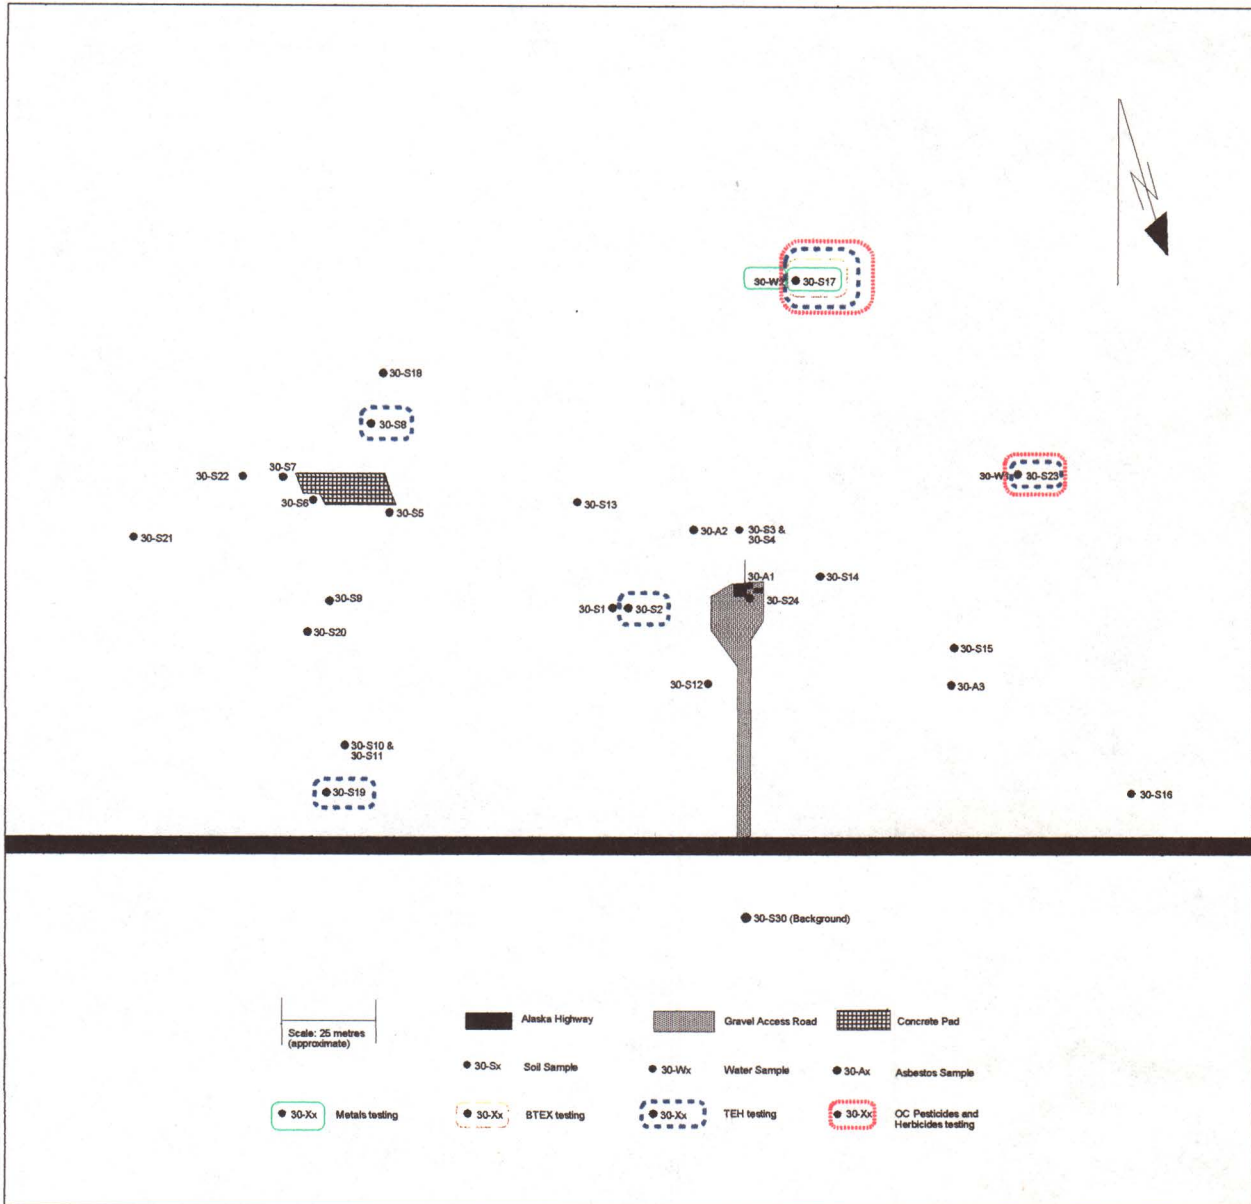 30-W2
30-S17
30-S18
30-S8
30-S7
30-S22
30-S6
30-S5
30-S23
30-S13
30-A2
30-S3 &
30-S4
30-S21
30-A1
30-S14
30-S9
30-S24
30-S1
30-S2
30-S20
30-S15
30-S12
30-A3
30-S10 &
30-S11
30-S19
30-S16
30-S30 (Background)
Scale: 25 metres
(approximate)
Alaska Highway
Gravel Access Road
Concrete Pad
30-Sx Soil Sample
30-Wx Water Sample
30-Ax Asbestos Sample
30-Xx Metals testing
30-Xx BTEX testing
30-Xx TEH testing
30-Xx OC Pesticides and
Herbicides testing